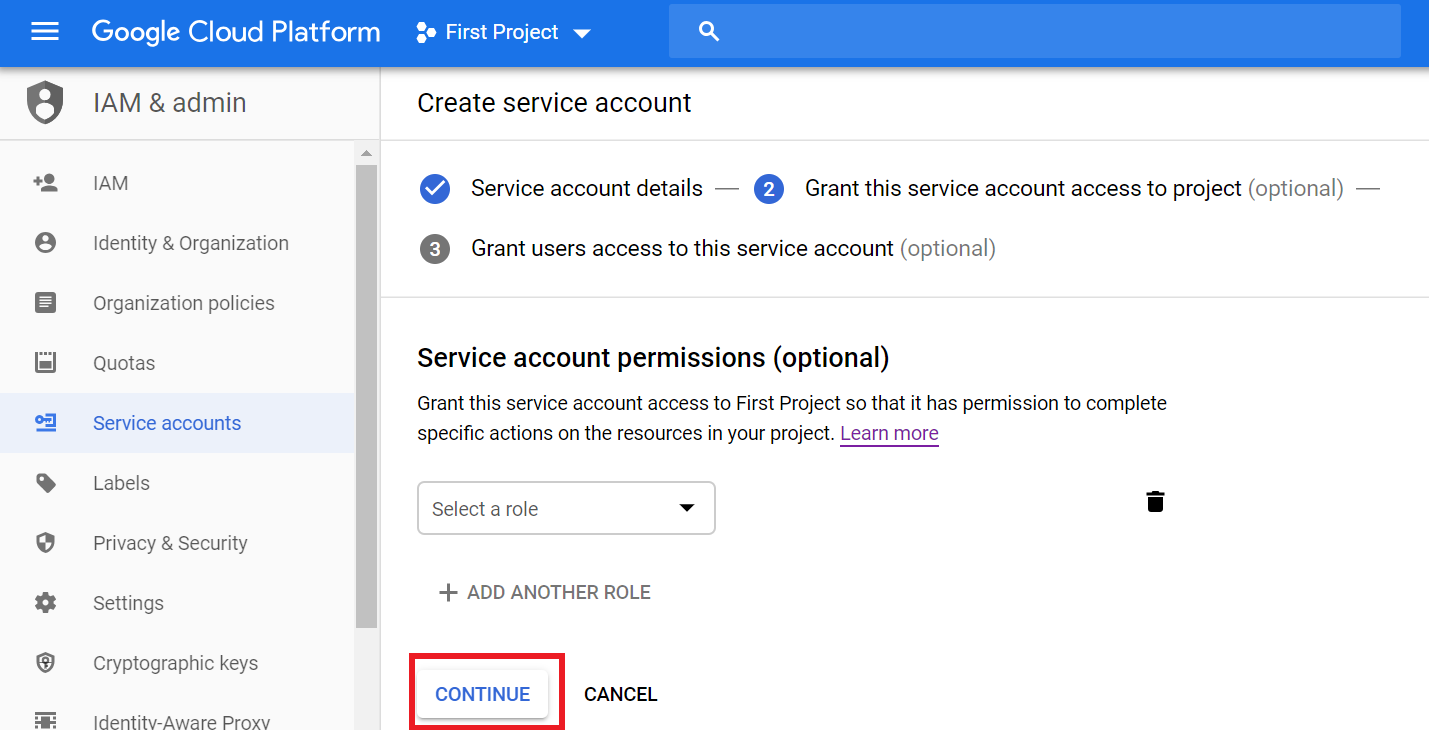 Google Cloud Platform
First Project
IAM & admin
IAM
Identity & Organization
Organization policies
Quotas
Service accounts
Labels
Privacy & Security
Settings
Cryptographic keys
Identity-Aware Proxy
Create service account
Service account details
2 Grant this service account access to project (optional)
3 Grant users access to this service account (optional)
Service account permissions (optional)
Grant this service account access to First Project so that it has permission to complete
specific actions on the resources in your project. Learn more
Select a role
ADD ANOTHER ROLE
CONTINUE CANCEL